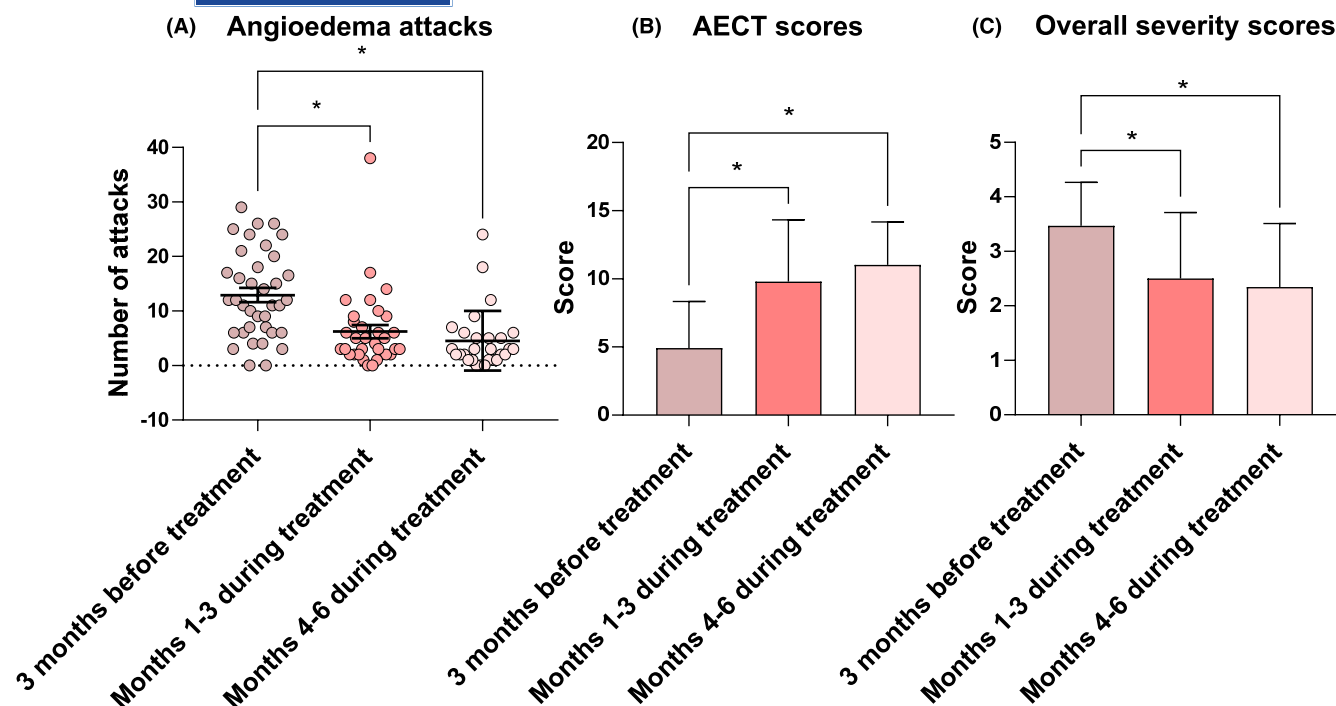 (A) Angioedema attacks
*
*
Number of attacks
40
30
20
10
0
-10
3 months before treatment
Months 1-3 during treatment
Months 4-6 during treatment
(B) AECT scores
*
*
Score
20
15
10
5
0
3 months before treatment
Months 1-3 during treatment
Months 4-6 during treatment
(C) Overall severity scores
*
*
Score
5
4
3
2
1
0
3 months before treatment
Months 1-3 during treatment
Months 4-6 during treatment